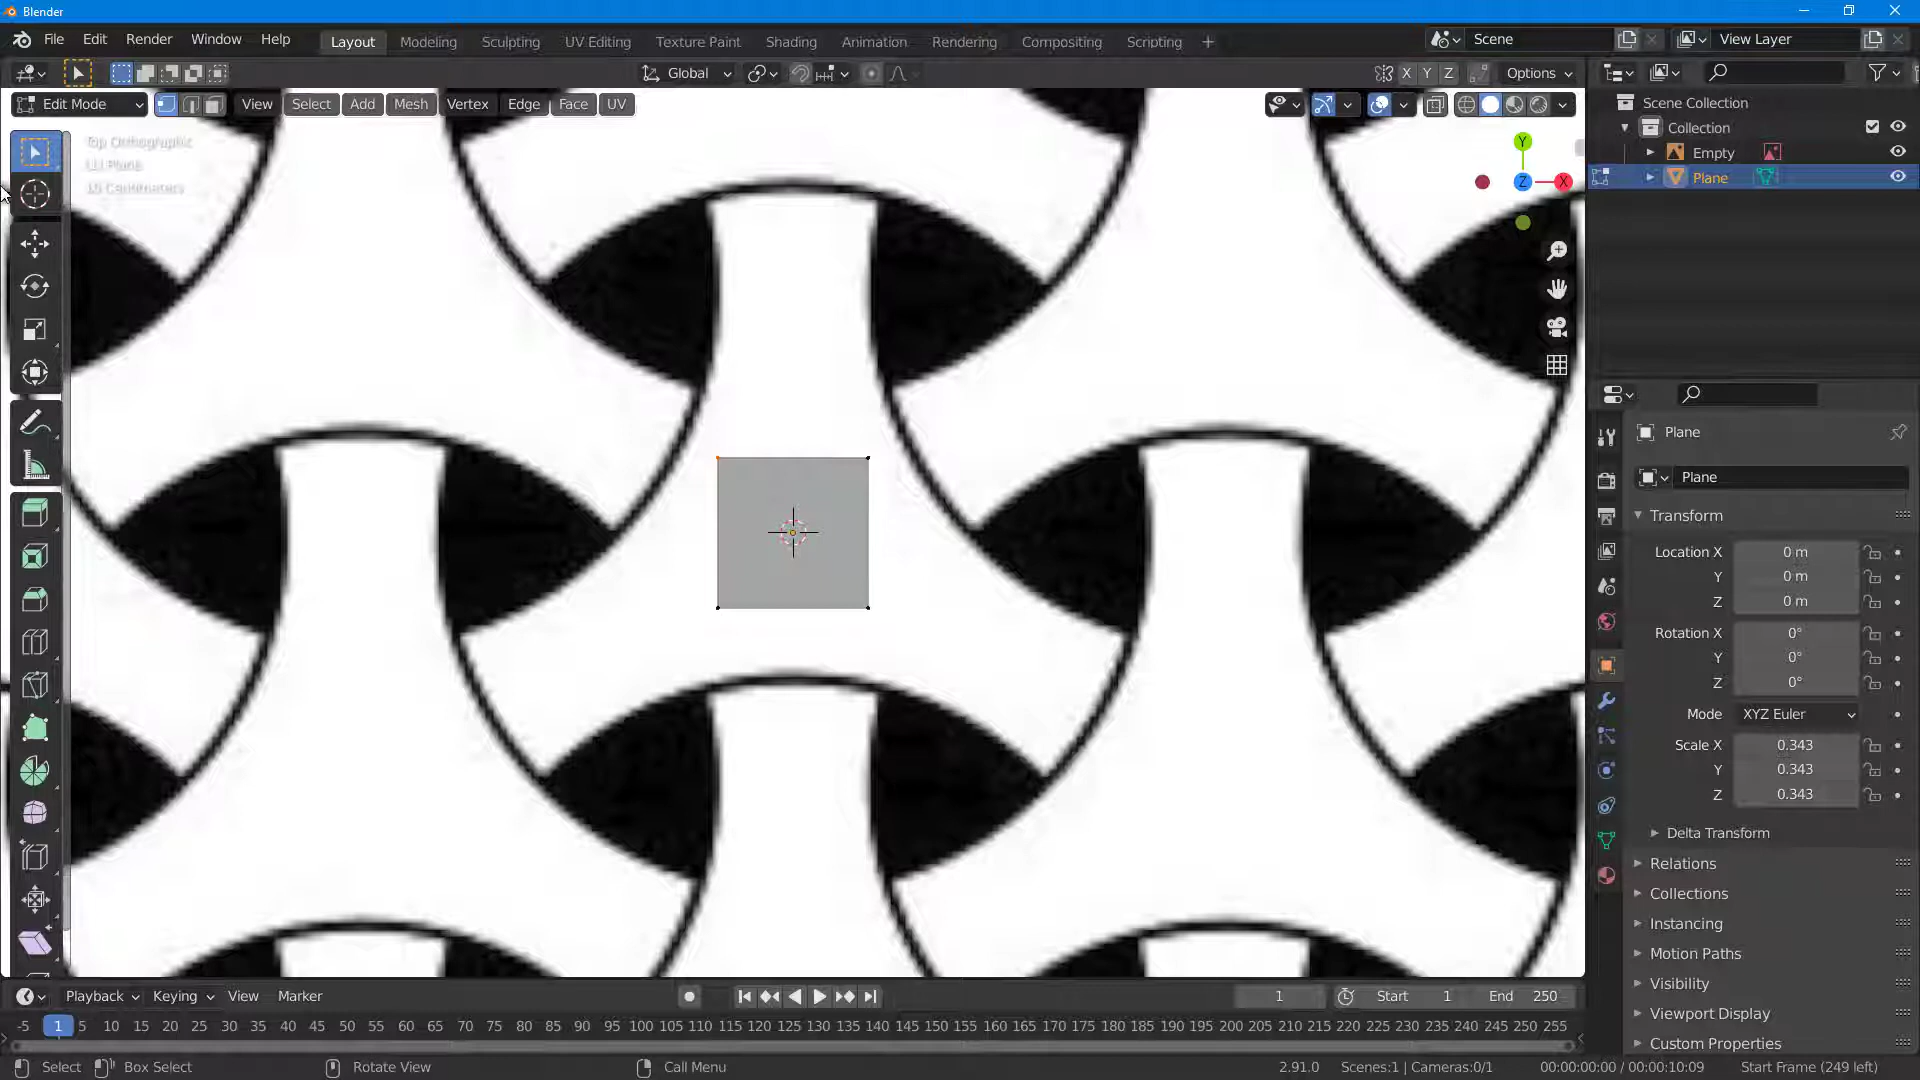 Blender
File Edit Render Window Help Layout Modeling Sculpting UV Editing Texture Paint Shading Animation Rendering Compositing Scripting + Scene View Layer
Global X Y Z Options
Edit Mode View Select Add Mesh Vertex Edge Face UV
Top Orthographic
(1) Plane
10 Centimeters
Y
Z
X
Scene Collection
Collection
Empty
Plane
Plane
Plane
Transform
Location X 0 m
Y 0 m
Z 0 m
Rotation X 0°
Y 0°
Z 0°
Mode XYZ Euler
Scale X 0.343
Y 0.343
Z 0.343
Delta Transform
Relations
Collections
Instancing
Motion Paths
Visibility
Viewport Display
Custom Properties
Playback Keying View Marker 1 Start 1 End 250
-5 1 5 10 15 20 25 30 35 40 45 50 55 60 65 70 75 80 85 90 95 100 105 110 115 120 125 130 135 140 145 150 155 160 165 170 175 180 185 190 195 200 205 210 215 220 225 230 235 240 245 250 255
Select Box Select Rotate View Call Menu 2.91.0 Scenes:1 | Cameras:0/1 00:00:00:00 / 00:00:10:09 Start Frame (249 left)